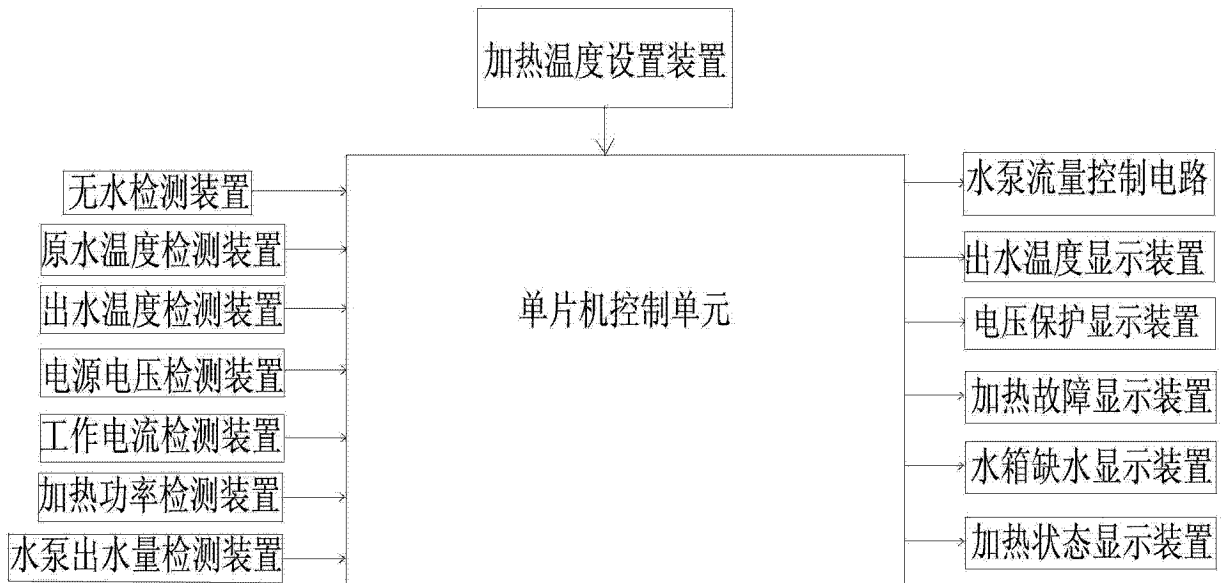 加热温度设置装置
无水检测装置
原水温度检测装置
出水温度检测装置
电源电压检测装置
工作电流检测装置
加热功率检测装置
水泵出水量检测装置
单片机控制单元
水泵流量控制电路
出水温度显示装置
电压保护显示装置
加热故障显示装置
水箱缺水显示装置
加热状态显示装置